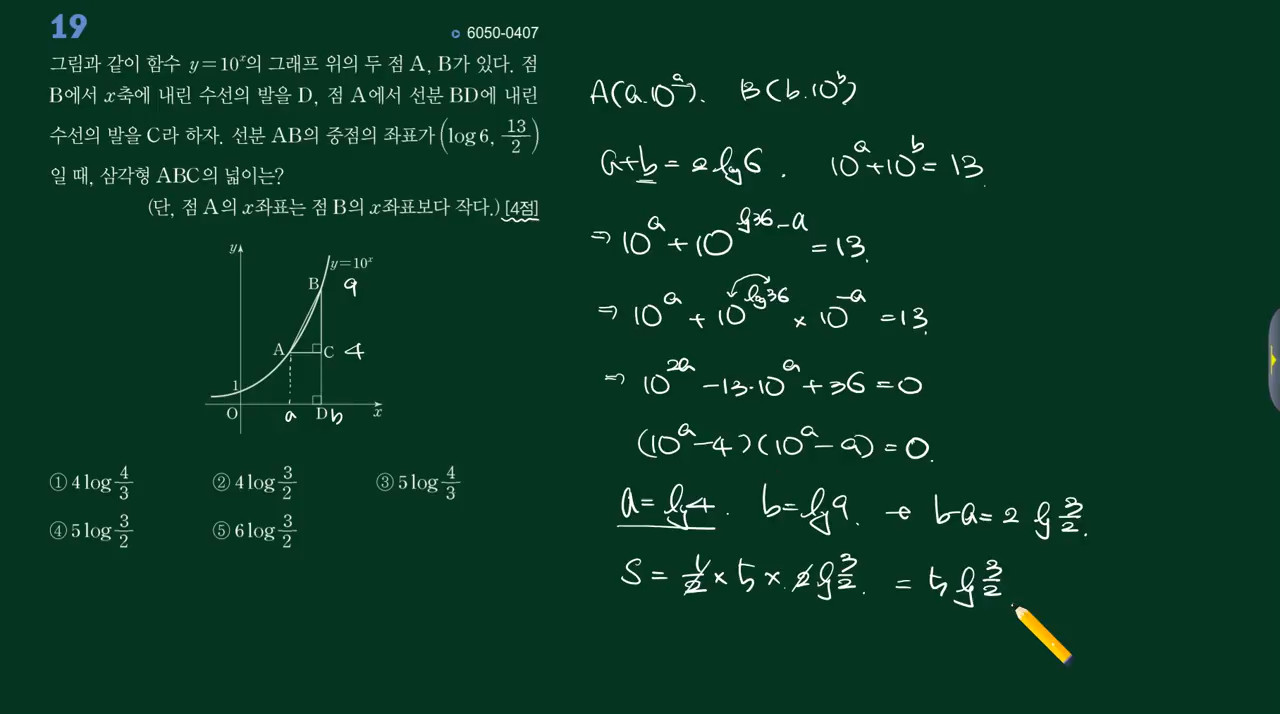 19
6050-0407
그림과 같이 함수 y=10^x의 그래프 위의 두 점 A, B가 있다. 점
B에서 x축에 내린 수선의 발을 D, 점 A에서 선분 BD에 내린
수선의 발을 C라 하자. 선분 AB의 중점의 좌표가 (log 6, 13/2)
일 때, 삼각형 ABC의 넓이는?
(단, 점 A의 x좌표는 점 B의 x좌표보다 작다.) [4점]
y
y=10^x
B 9
A C 4
1
O a D b x
① 4 log 4/3 ② 4 log 3/2 ③ 5 log 4/3
④ 5 log 3/2 ⑤ 6 log 3/2
A(a.10^a). B(b.10^b)
a+b = 2log6. 10^a+10^b = 13.
⇒ 10^a + 10^(log36-a) = 13.
⇒ 10^a + 10^(log36) × 10^(-a) = 13.
⇒ 10^(2a) - 13·10^a + 36 = 0
(10^a-4)(10^a-9) = 0.
a = log4. b = log9. → b-a = 2 log 3/2.
S = 1/2 × 5 × 2 log 3/2. = 5 log 3/2.